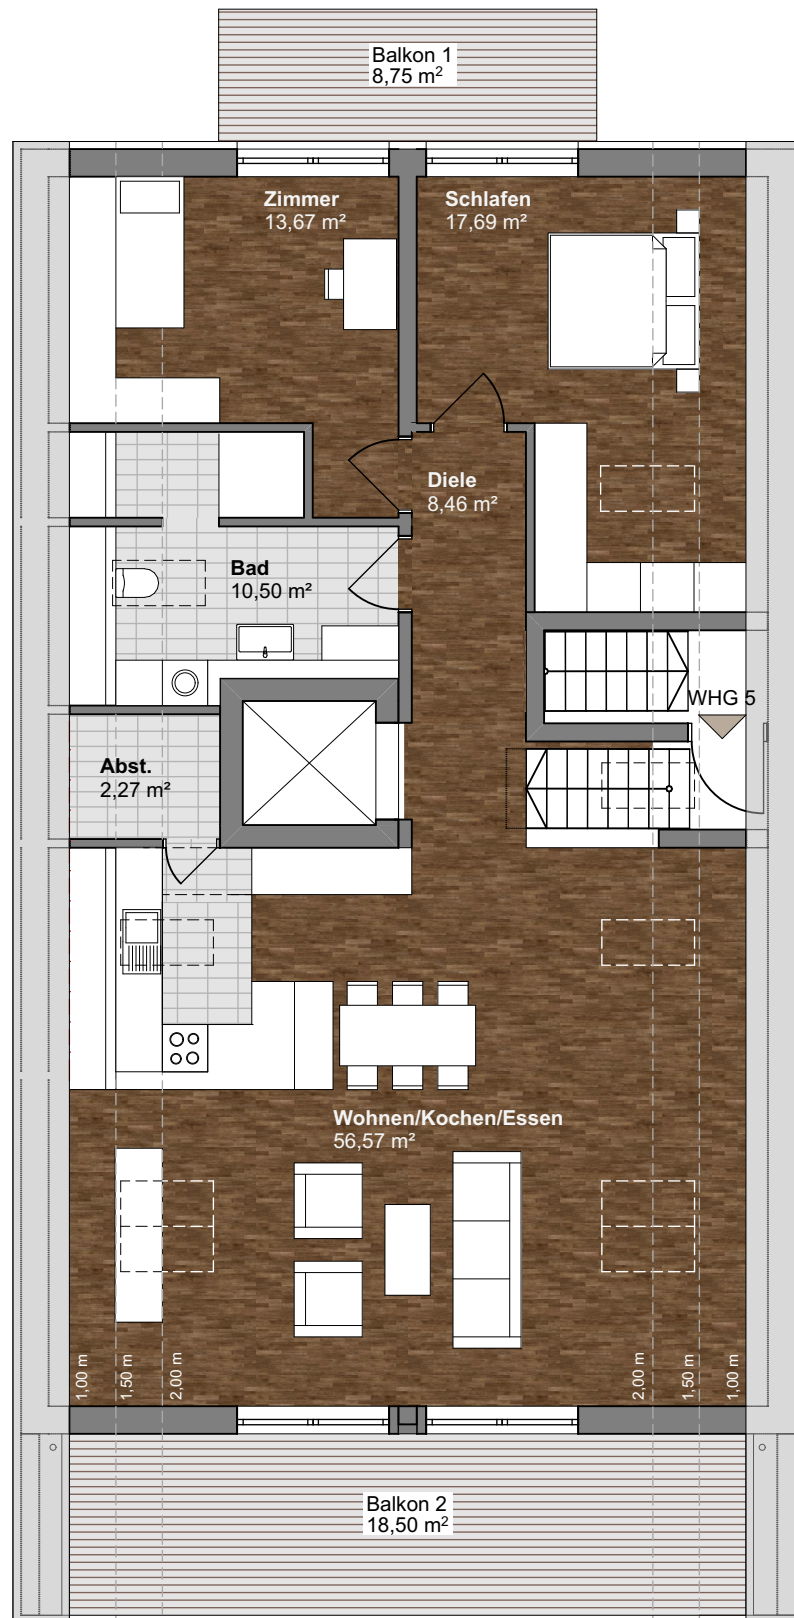 Balkon 1
8,75 m²
Zimmer
13,67 m²
Schlafen
17,69 m²
Diele
8,46 m²
Bad
10,50 m²
WHG 5
Abst.
2,27 m²
Wohnen/Kochen/Essen
56,57 m²
1,00 m
1,50 m
2,00 m
2,00 m
1,50 m
1,00 m
Balkon 2
18,50 m²